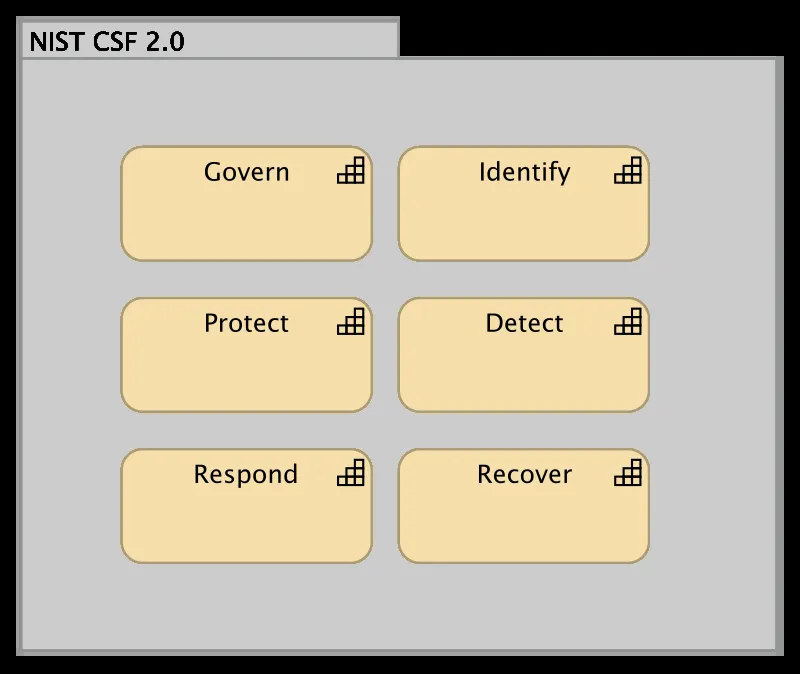 NIST CSF 2.0
Govern
Identify
Protect
Detect
Respond
Recover